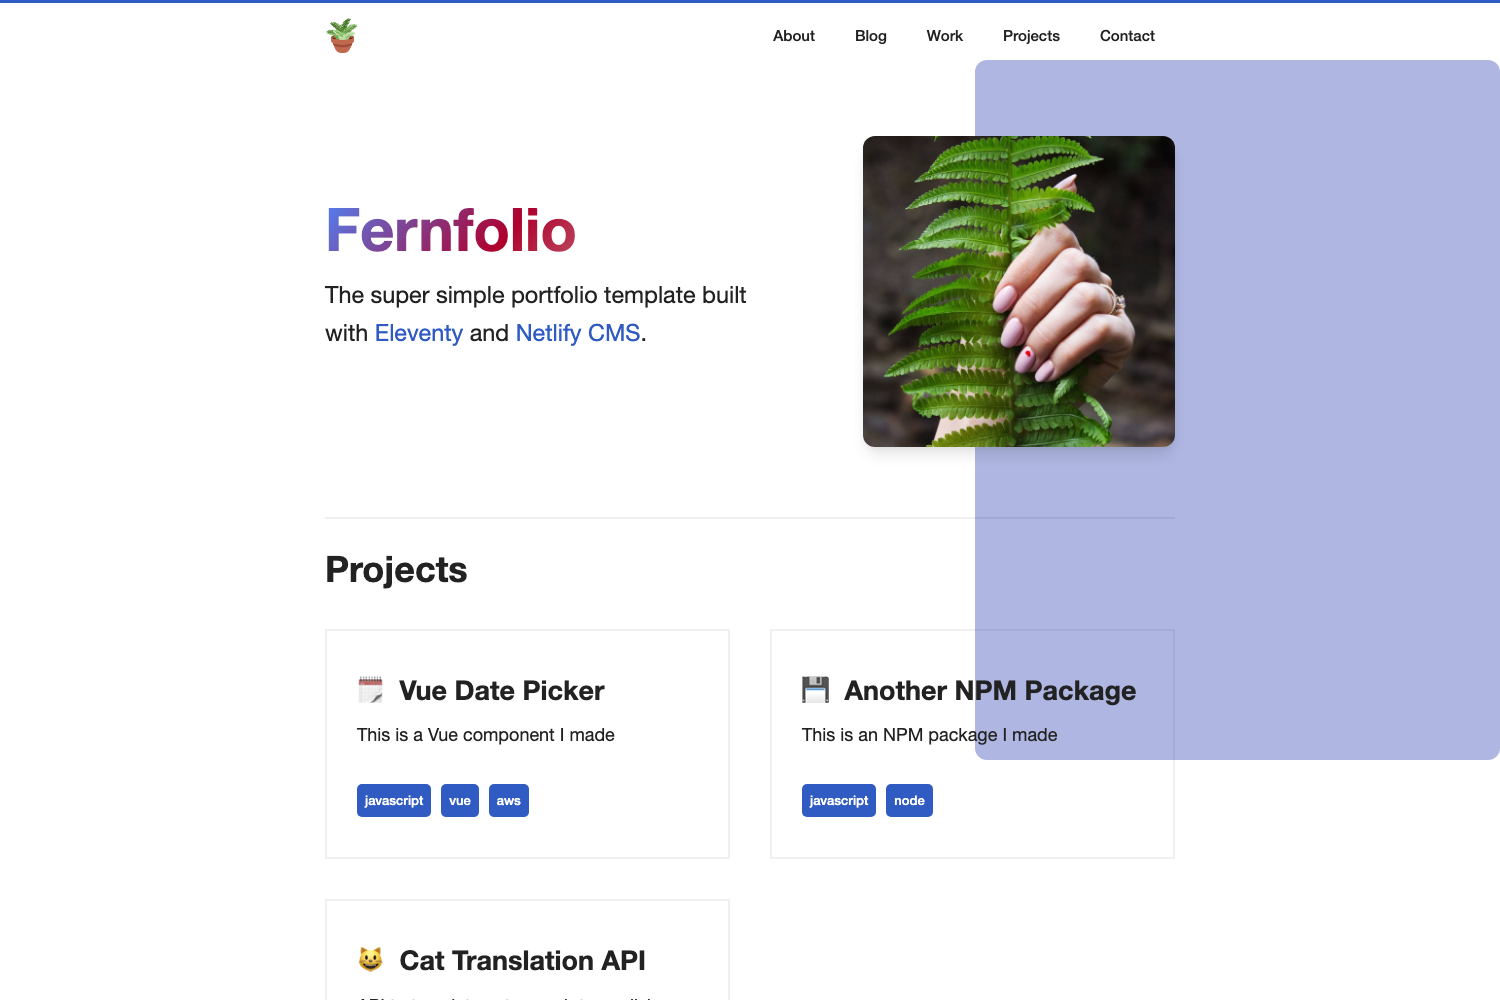 About Blog Work Projects Contact
Fernfolio
The super simple portfolio template built
with Eleventy and Netlify CMS.
Projects
Vue Date Picker
This is a Vue component I made
javascript vue aws
Another NPM Package
This is an NPM package I made
javascript node
Cat Translation API